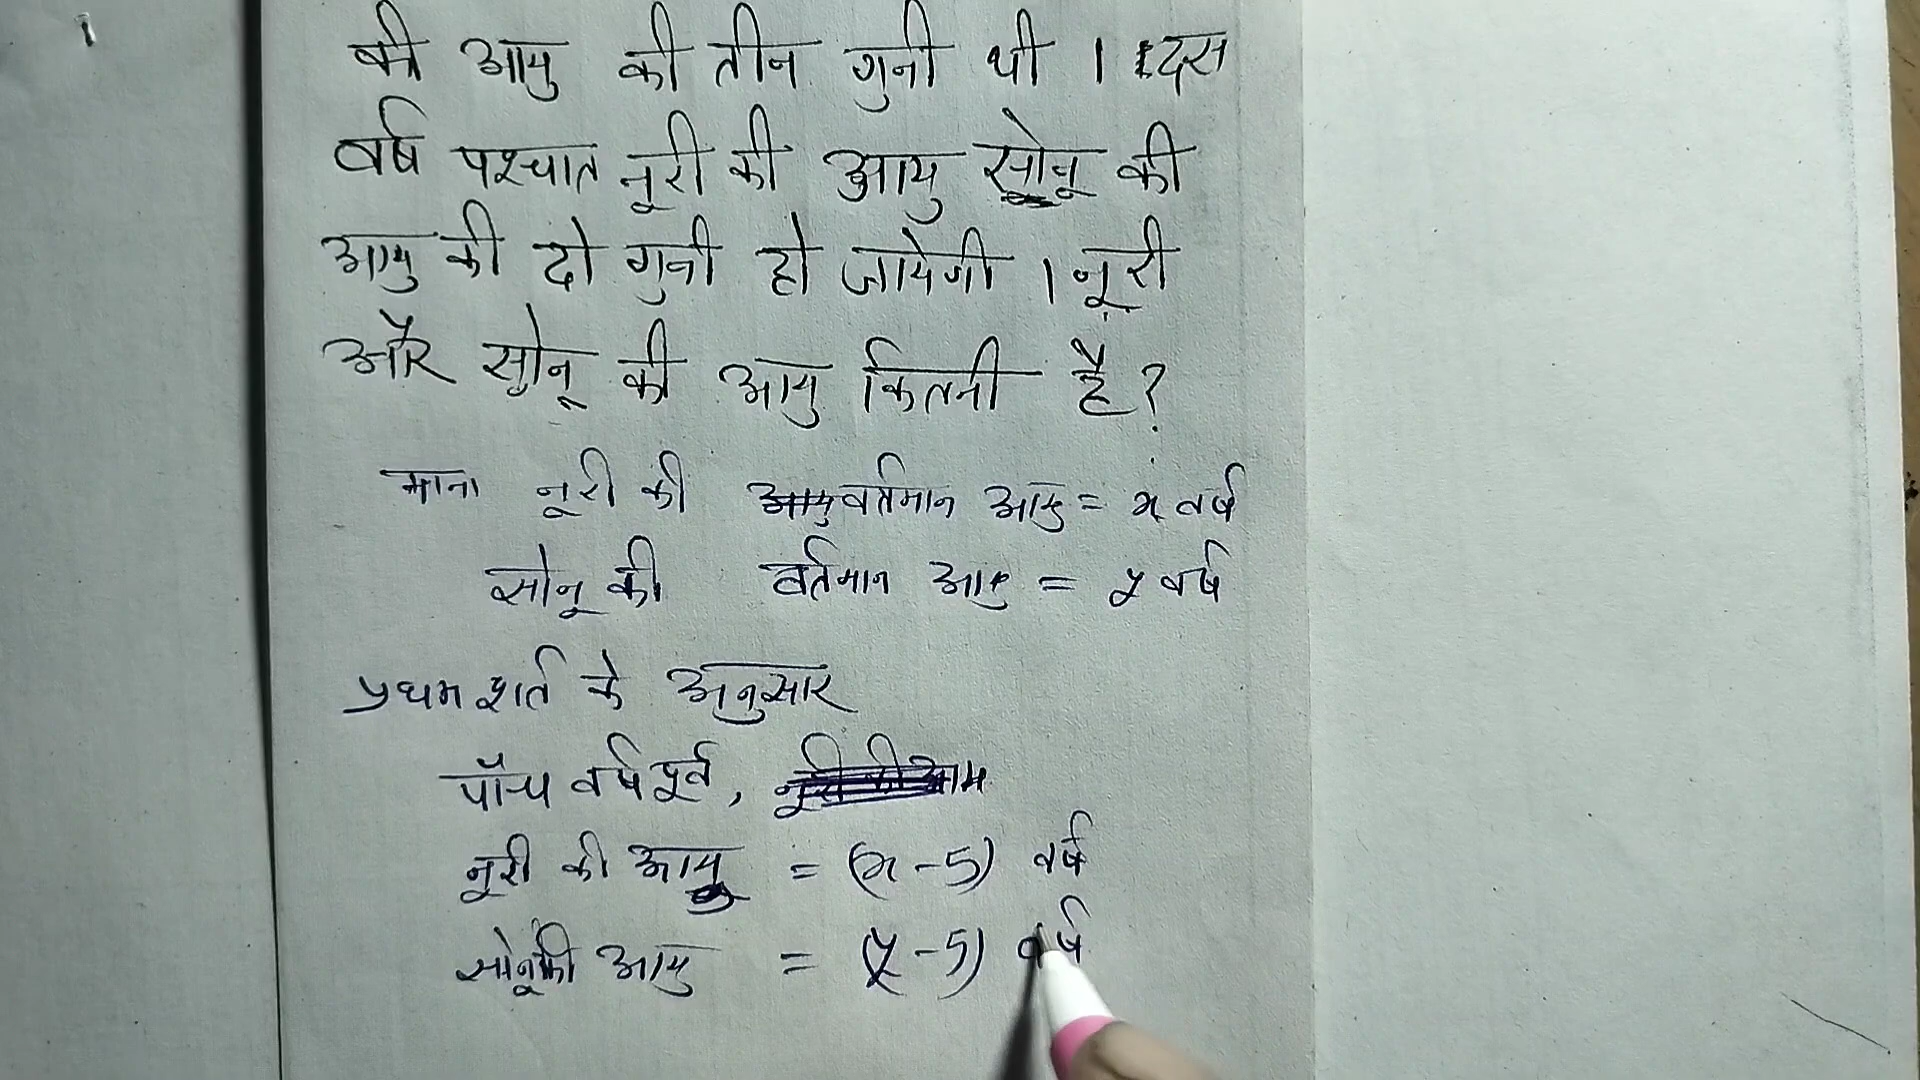 की आयु की तीन गुनी थी । दस
वर्ष पश्चात नूरी की आयु सोनू की
आयु की दो गुनी हो जायेगी । नूरी
और सोनू की आयु कितनी है ?
माना नूरी की वर्तमान आयु = x वर्ष
सोनू की वर्तमान आयु = y वर्ष
प्रथम शर्त के अनुसार
पाँच वर्ष पूर्व,
नूरी की आयु = (x - 5) वर्ष
सोनू की आयु = (y - 5) वर्ष